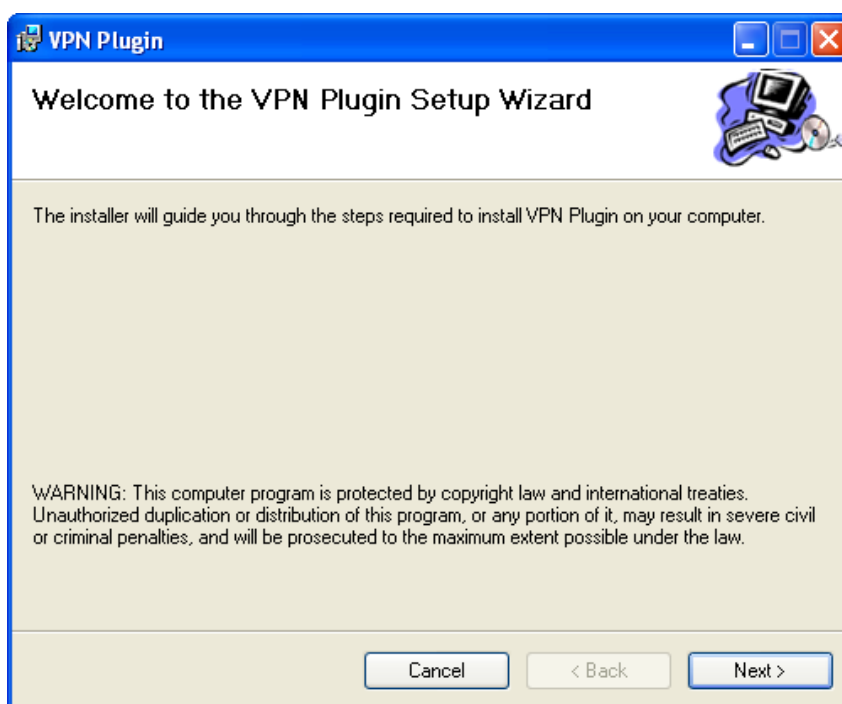 VPN Plugin
Welcome to the VPN Plugin Setup Wizard
The installer will guide you through the steps required to install VPN Plugin on your computer.
WARNING: This computer program is protected by copyright law and international treaties.
Unauthorized duplication or distribution of this program, or any portion of it, may result in severe civil
or criminal penalties, and will be prosecuted to the maximum extent possible under the law.
Cancel
< Back
Next >